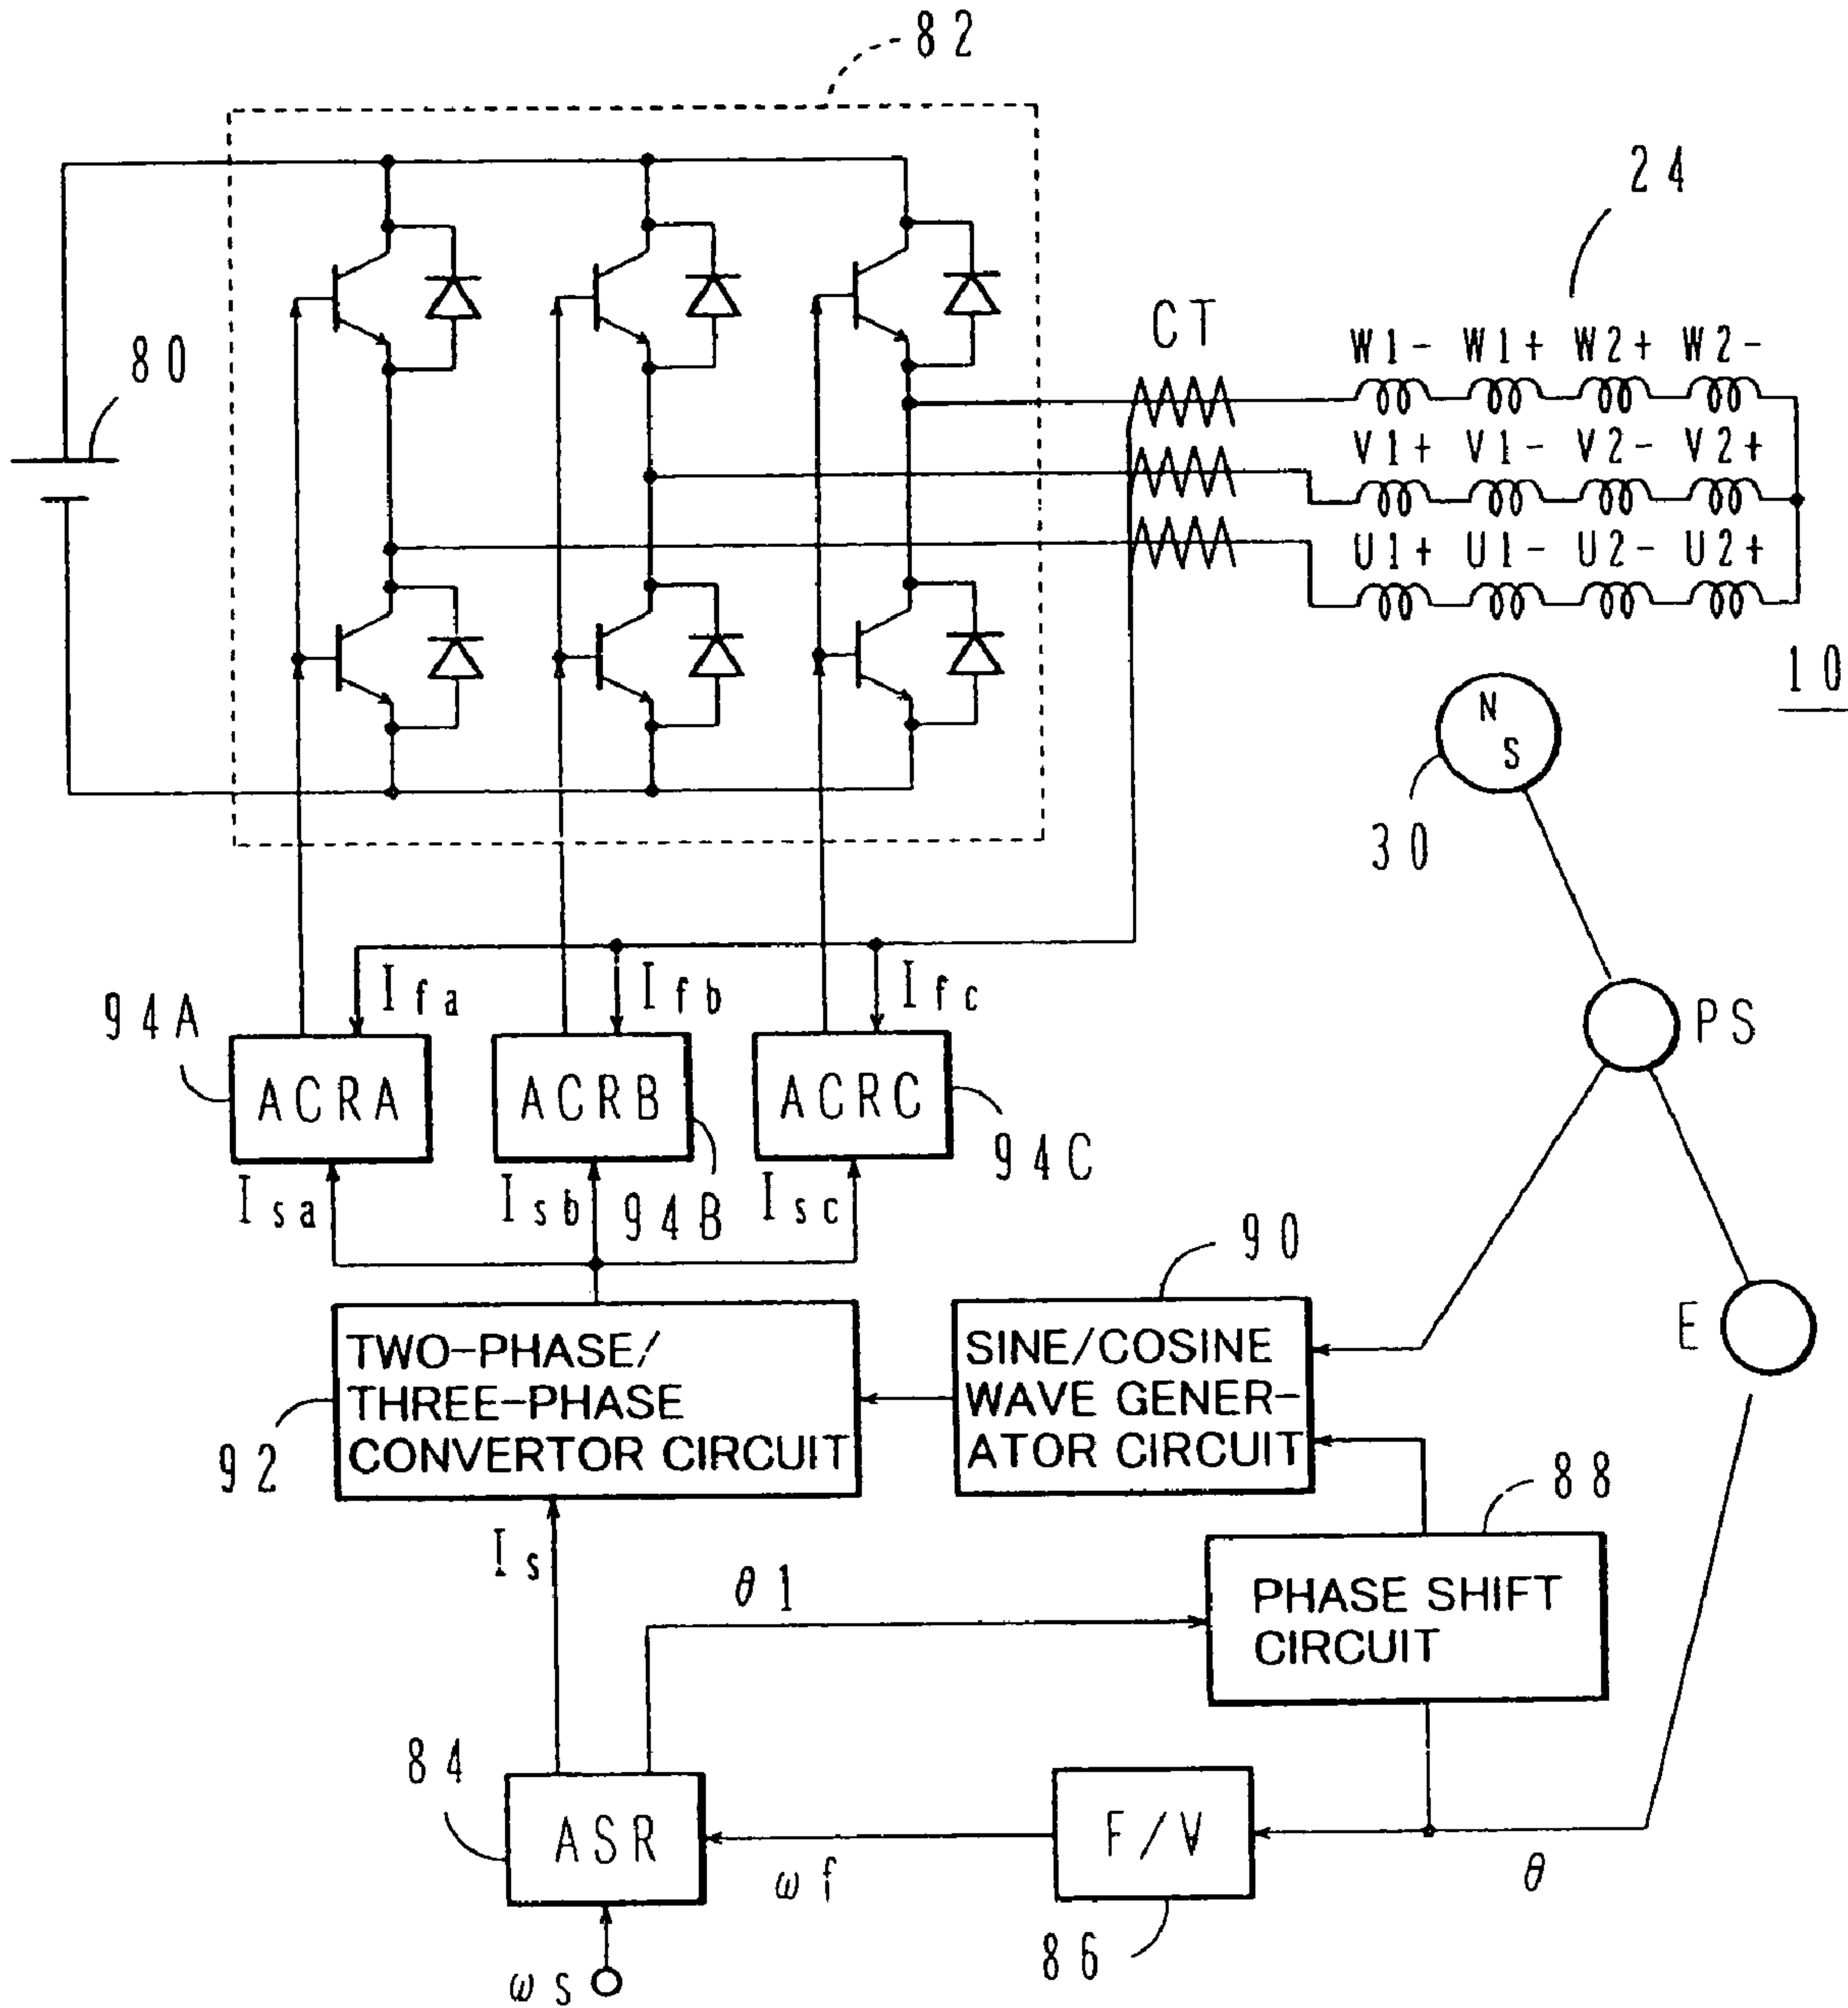 82
24
80
CT
W1- W1+ W2+ W2-
V1+ V1- V2- V2+
U1+ U1- U2- U2+
10
N
S
30
PS
Ifa
Ifb
Ifc
94A
ACRA
ACRB
ACRC
94C
Isa
Isb
94B
Isc
90
E
TWO-PHASE/
THREE-PHASE
CONVERTOR CIRCUIT
SINE/COSINE
WAVE GENER-
ATOR CIRCUIT
92
88
Is
θ1
PHASE SHIFT
CIRCUIT
84
ASR
F/V
ωf
θ
86
ωs